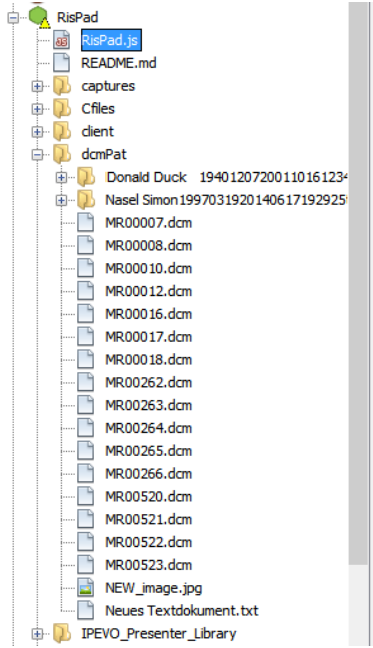 RisPad
RisPad.js
README.md
captures
Cfiles
client
dcmPat
Donald Duck 1940120720011016123
Nasel Simon 199703192014061719292
MR00007.dcm
MR00008.dcm
MR00010.dcm
MR00012.dcm
MR00016.dcm
MR00017.dcm
MR00018.dcm
MR00262.dcm
MR00263.dcm
MR00264.dcm
MR00265.dcm
MR00266.dcm
MR00520.dcm
MR00521.dcm
MR00522.dcm
MR00523.dcm
NEW_image.jpg
Neues Textdokument.txt
IPEVO_Presenter_Library